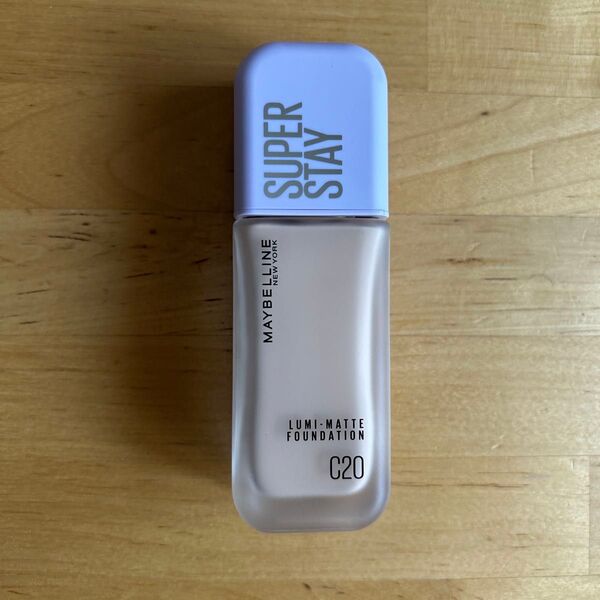 SUPER
STAY
MAYBELLINE
NEW YORK
LUMI-MATTE
FOUNDATION
C20